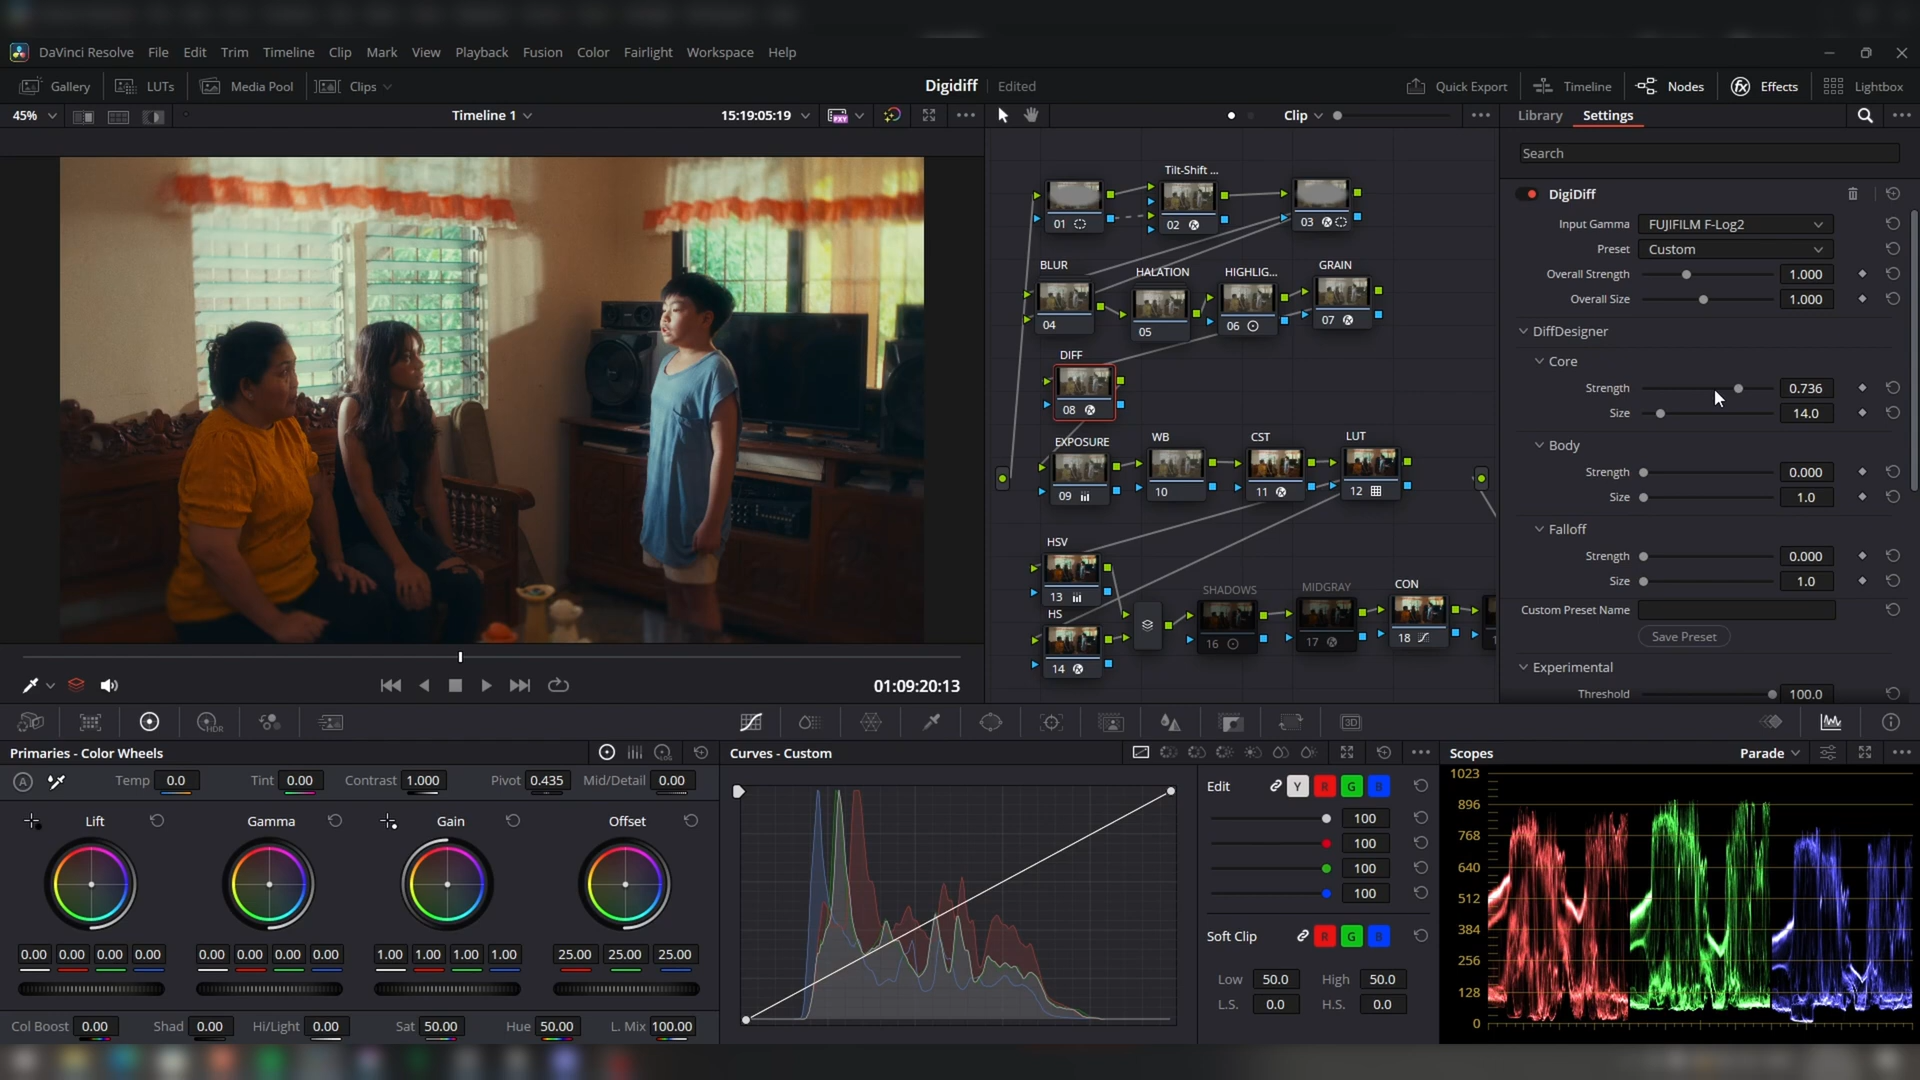 DaVinci Resolve File Edit Trim Timeline Clip Mark View Playback Fusion Color Fairlight Workspace Help
Gallery LUTs Media Pool Clips Digidiff Edited Quick Export Timeline Nodes Effects Lightbox
45% Timeline 1 15:19:05:19 Clip Library Settings
Search
Tilt-Shift ...
01 02 03
BLUR HALATION HIGHLIG... GRAIN
04 05 06 07
DIFF
08
EXPOSURE WB CST LUT
09 10 11 12
HSV
13
HS
14
SHADOWS MIDGRAY CON
16 17 18
DigiDiff
Input Gamma FUJIFILM F-Log2
Preset Custom
Overall Strength 1.000
Overall Size 1.000
DiffDesigner
Core
Strength 0.736
Size 14.0
Body
Strength 0.000
Size 1.0
Falloff
Strength 0.000
Size 1.0
Custom Preset Name
Save Preset
Experimental
Threshold 100.0
01:09:20:13
HDR
3D
Primaries - Color Wheels
A Temp 0.0 Tint 0.00 Contrast 1.000 Pivot 0.435 Mid/Detail 0.00
Lift Gamma Gain Offset
0.00 0.00 0.00 0.00 0.00 0.00 0.00 0.00 1.00 1.00 1.00 1.00 25.00 25.00 25.00
Col Boost 0.00 Shad 0.00 Hi/Light 0.00 Sat 50.00 Hue 50.00 L. Mix 100.00
Curves - Custom
Edit Y R G B
100
100
100
100
Soft Clip R G B
Low 50.0 High 50.0
L.S. 0.0 H.S. 0.0
Scopes Parade
1023
896
768
640
512
384
256
128
0